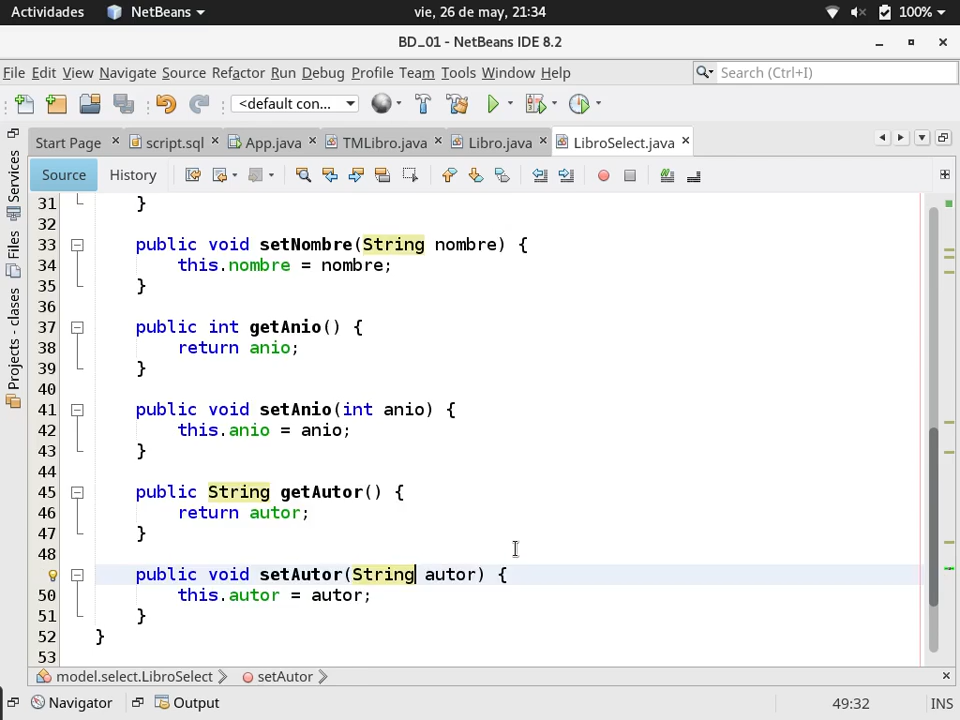 Actividades NetBeans vie, 26 de may, 21:34 100%
BD_01 - NetBeans IDE 8.2
File Edit View Navigate Source Refactor Run Debug Profile Team Tools Window Help Search (Ctrl+I)
<default con...
Start Page script.sql App.java TMLibro.java Libro.java LibroSelect.java
Source History
Services
Files
Projects - clases
31 }
32
33 public void setNombre(String nombre) {
34 this.nombre = nombre;
35 }
36
37 public int getAnio() {
38 return anio;
39 }
40
41 public void setAnio(int anio) {
42 this.anio = anio;
43 }
44
45 public String getAutor() {
46 return autor;
47 }
48
public void setAutor(String autor) {
50 this.autor = autor;
51 }
52 }
53
model.select.LibroSelect setAutor
Navigator Output 49:32 INS